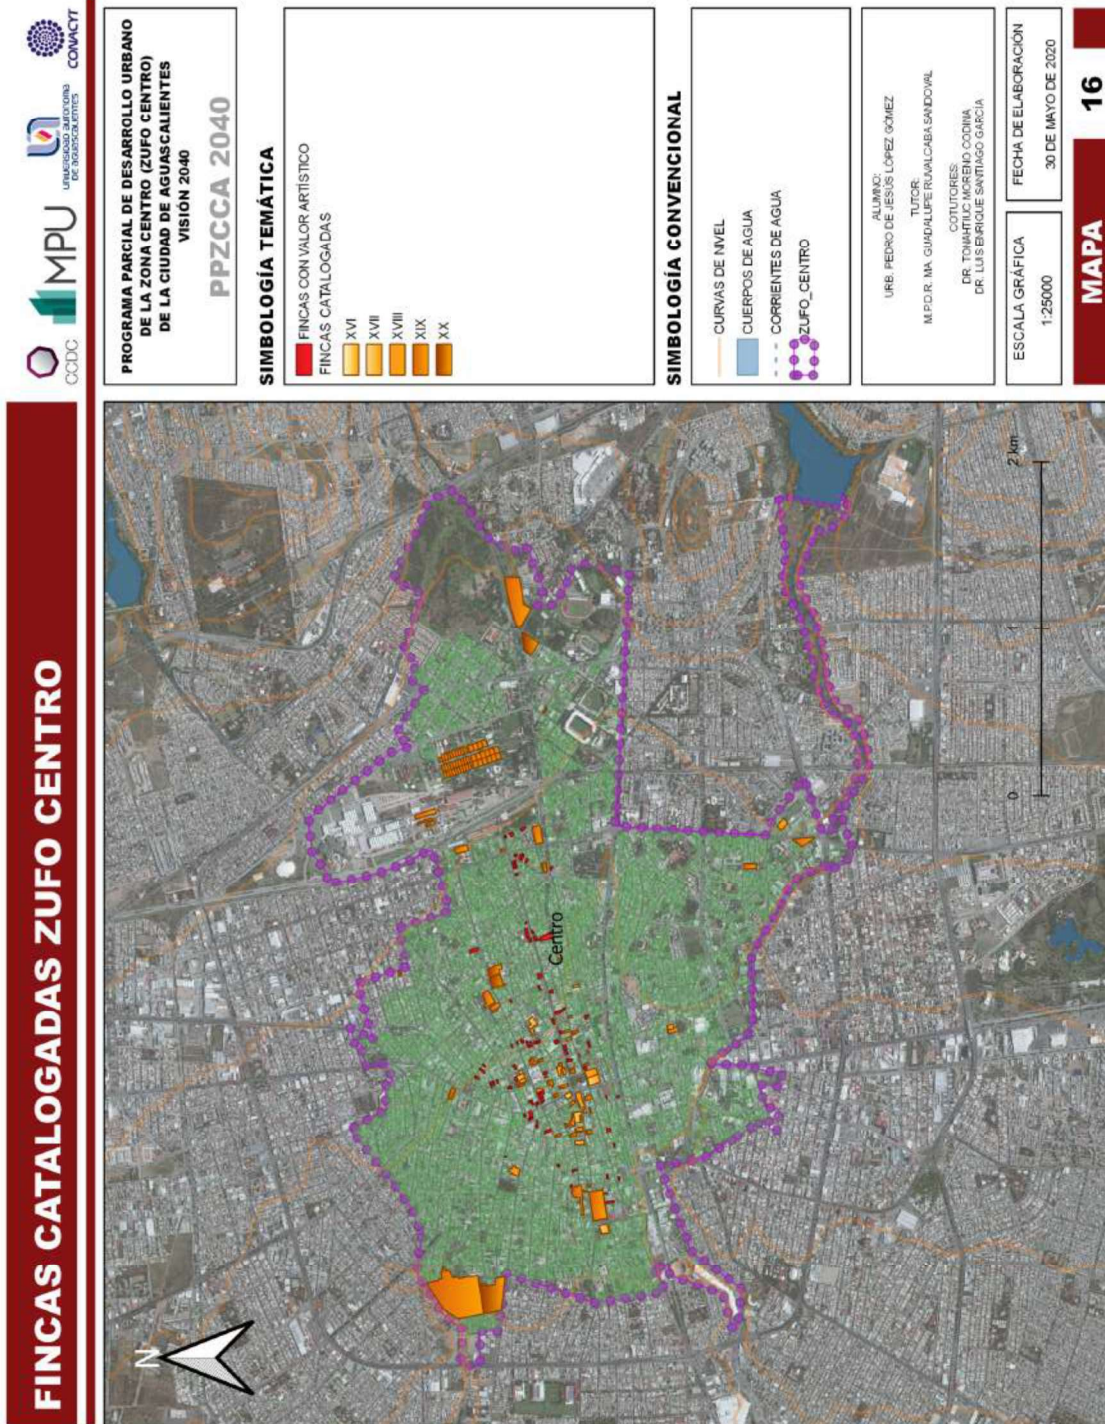 FINCAS CATALOGADAS ZUFO CENTRO
CCDC
MPU
UNIVERSIDAD AUTONOMA
DE AGUASCALIENTES
CONACYT
N
Centro
0
1
2 km
PROGRAMA PARCIAL DE DESARROLLO URBANO
DE LA ZONA CENTRO (ZUFO CENTRO)
DE LA CIUDAD DE AGUASCALIENTES
VISIÓN 2040
PPZCCA 2040
SIMBOLOGÍA TEMÁTICA
FINCAS CON VALOR ARTÍSTICO
FINCAS CATALOGADAS
XVI
XVII
XVIII
XIX
XX
SIMBOLOGÍA CONVENCIONAL
CURVAS DE NIVEL
CUERPOS DE AGUA
CORRIENTES DE AGUA
ZUFO_CENTRO
ALUMNO:
URB. PEDRO DE JESÚS LÓPEZ GÓMEZ
TUTOR:
M.P.D.R. MA. GUADALUPE RUVALCABA SANDOVAL
COTUTORES:
DR. TONAHTIUC MORENO CODINA
DR. LUIS ENRIQUE SANTIAGO GARCÍA
ESCALA GRÁFICA
1:25000
FECHA DE ELABORACIÓN
30 DE MAYO DE 2020
MAPA
16